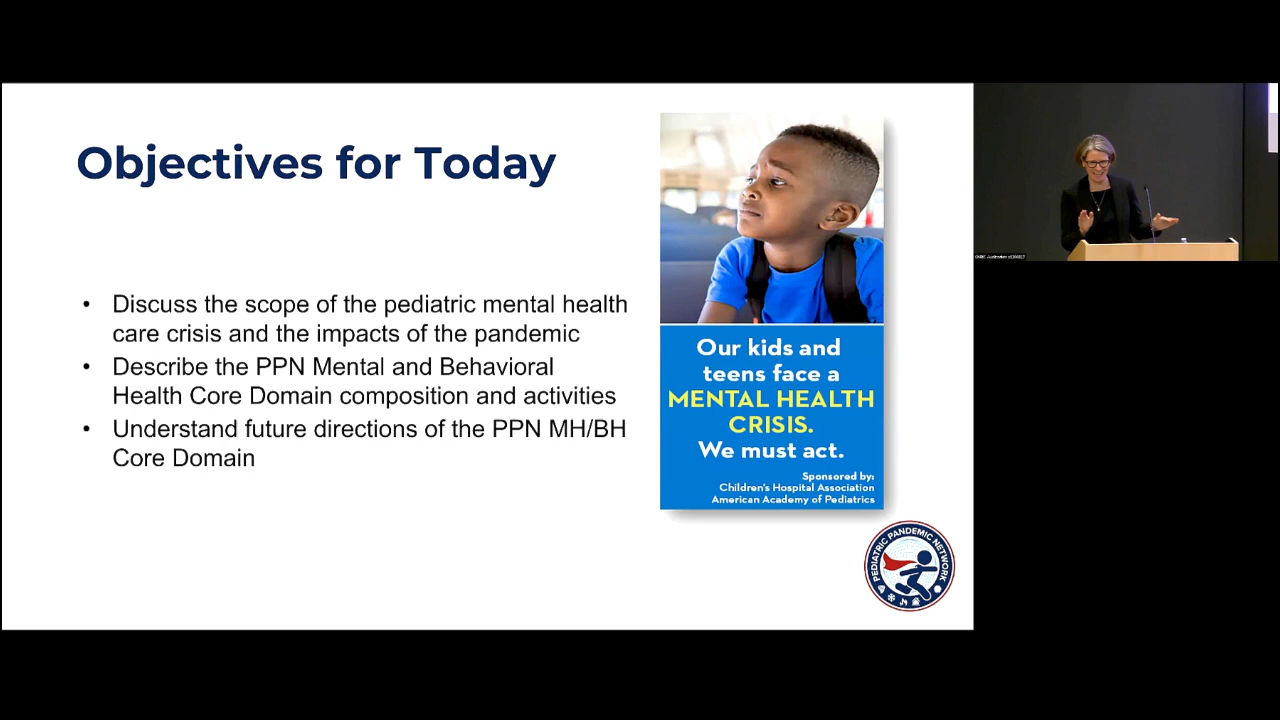 Objectives for Today
• Discuss the scope of the pediatric mental health
care crisis and the impacts of the pandemic
• Describe the PPN Mental and Behavioral
Health Core Domain composition and activities
• Understand future directions of the PPN MH/BH
Core Domain
Our kids and
teens face a
MENTAL HEALTH
CRISIS.
We must act.
Sponsored by:
Children's Hospital Association
American Academy of Pediatrics
PEDIATRIC PANDEMIC NETWORK